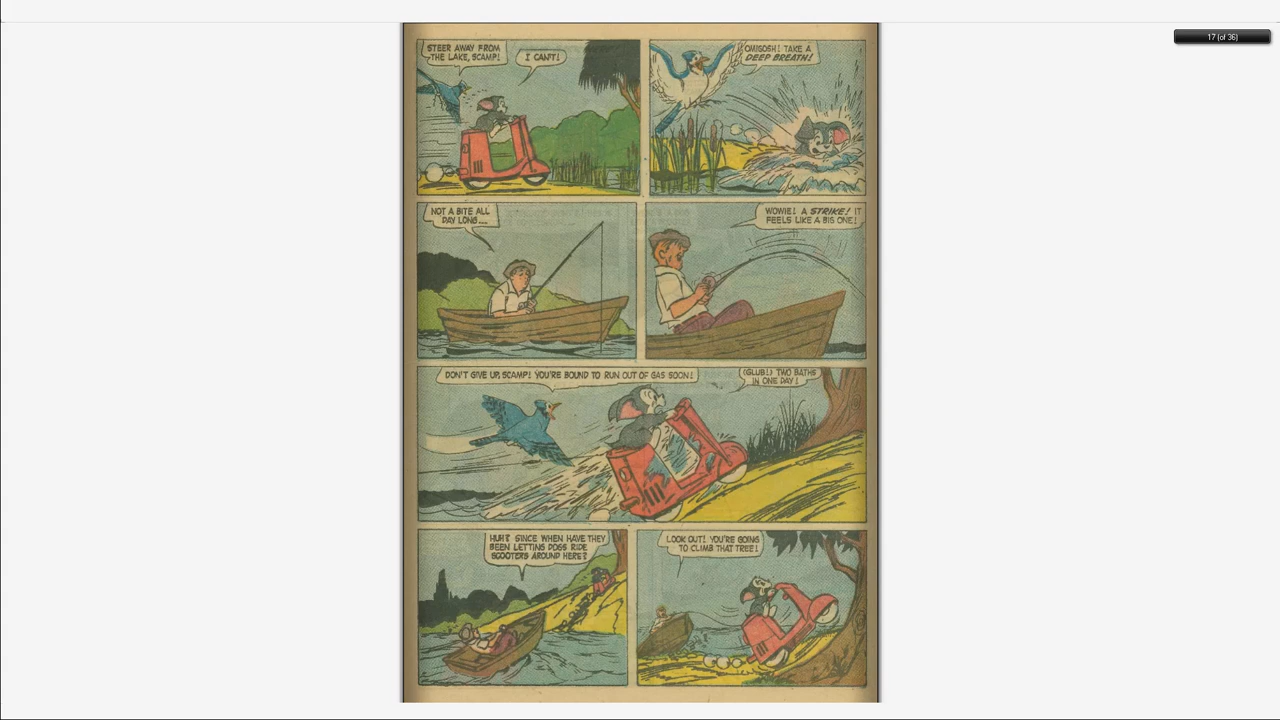 17 (of 36)
STEER AWAY FROM
THE LAKE, SCAMP!
I CAN'T!
OMIGOSH! TAKE A
DEEP BREATH!
NOT A BITE ALL
DAY LONG...
WOWIE! A STRIKE! IT
FEELS LIKE A BIG ONE!
DON'T GIVE UP, SCAMP! YOU'RE BOUND TO RUN OUT OF GAS SOON!
(GLUB!) TWO BATHS
IN ONE DAY!
HUH? SINCE WHEN HAVE THEY
BEEN LETTING DOGS RIDE
SCOOTERS AROUND HERE?
LOOK OUT! YOU'RE GOING
TO CLIMB THAT TREE!